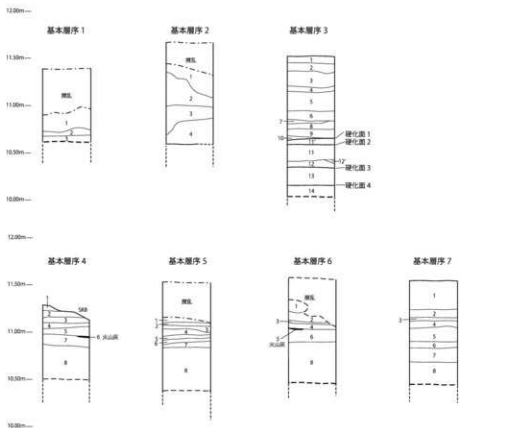 12.00m
基本層序 1
基本層序 2
基本層序 3
11.50m
攪乱
1
2
3
1
2
3
4
1
2
3
4
5
6
7
8
9
10
11'
11
12
12'
13
14
硬化面 1
硬化面 2
硬化面 3
硬化面 4
11.00m
10.50m
10.00m
12.00m
基本層序 4
基本層序 5
基本層序 6
基本層序 7
11.50m
1
SKB
2
3
4
5
6 火山灰
7
8
攪乱
1
2
3
4
5
6
7
8
攪乱
1
2
3
4
5
火山灰
6
8
1
2
3
4
5
6
7
8
11.00m
10.50m
10.00m